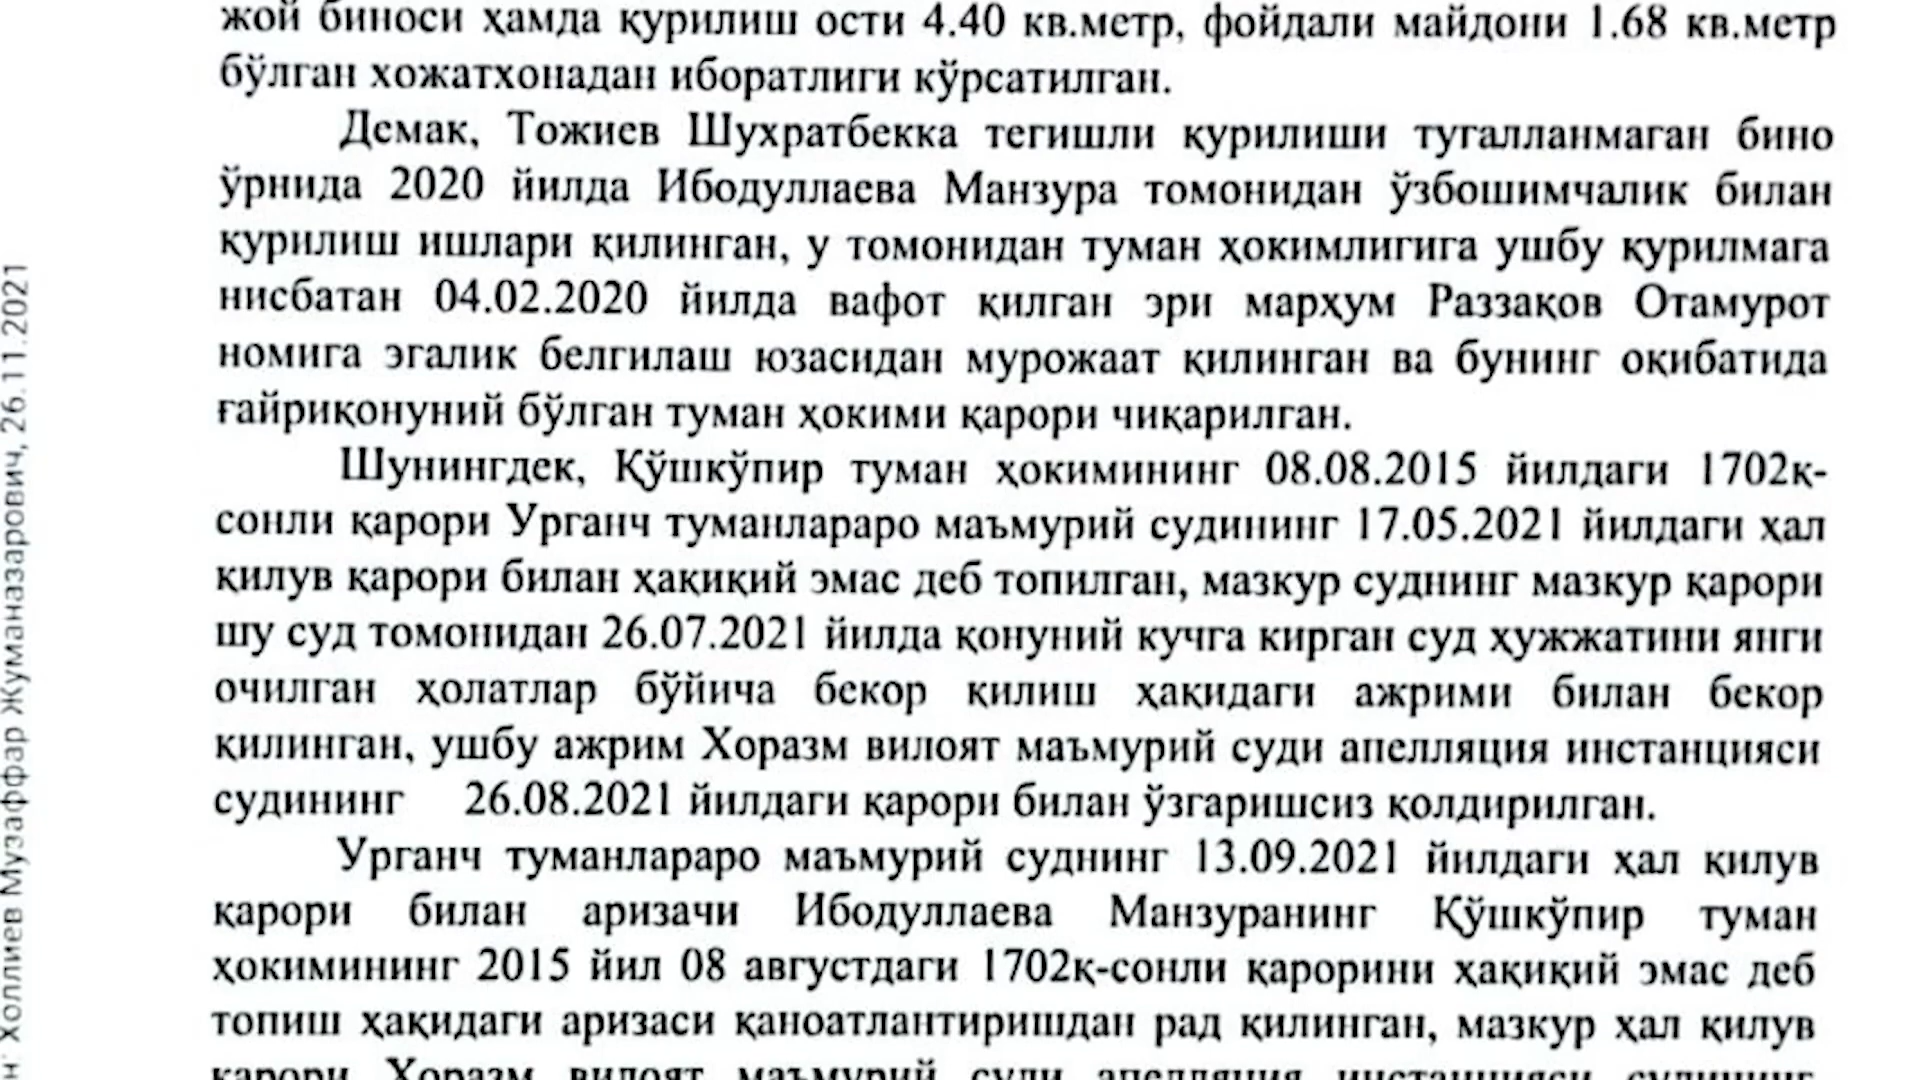 жой биноси ҳамда қурилиш ости 4.40 кв.метр, фойдали майдони 1.68 кв.метр
бўлган хожатхонадан иборатлиги кўрсатилган.
Демак, Тожиев Шухратбекка тегишли қурилиши тугалланмаган бино
ўрнида 2020 йилда Ибодуллаева Манзура томонидан ўзбошимчалик билан
қурилиш ишлари қилинган, у томонидан туман ҳокимлигига ушбу қурилмага
нисбатан 04.02.2020 йилда вафот қилган эри марҳум Раззақов Отамурот
номига эгалик белгилаш юзасидан мурожаат қилинган ва бунинг оқибатида
ғайриқонуний бўлган туман ҳокими қарори чиқарилган.
Шунингдек, Қўшкўпир туман ҳокимининг 08.08.2015 йилдаги 1702қ-
сонли қарори Урганч туманлараро маъмурий судининг 17.05.2021 йилдаги ҳал
қилув қарори билан ҳақиқий эмас деб топилган, мазкур суднинг мазкур қарори
шу суд томонидан 26.07.2021 йилда қонуний кучга кирган суд ҳужжатини янги
очилган ҳолатлар бўйича бекор қилиш ҳақидаги ажрими билан бекор
қилинган, ушбу ажрим Хоразм вилоят маъмурий суди апелляция инстанцияси
судининг 26.08.2021 йилдаги қарори билан ўзгаришсиз қолдирилган.
Урганч туманлараро маъмурий суднинг 13.09.2021 йилдаги ҳал қилув
қарори билан аризачи Ибодуллаева Манзуранинг Қўшкўпир туман
ҳокимининг 2015 йил 08 августдаги 1702қ-сонли қарорини ҳақиқий эмас деб
топиш ҳақидаги аризаси қаноатлантиришдан рад қилинган, мазкур ҳал қилув
қарори Хоразм вилоят маъмурий суди апелляция инстанцияси судининг
н: Холлиев Музаффар Жуманазарович, 26.11.2021